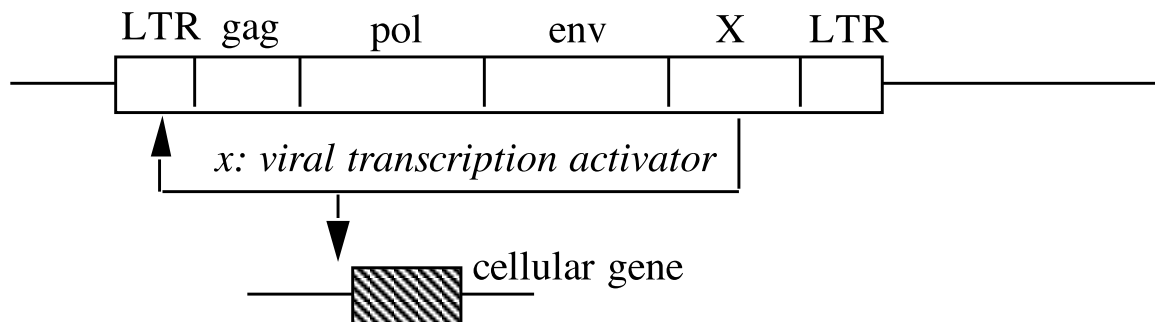 LTR gag pol env X LTR
x: viral transcription activator
cellular gene